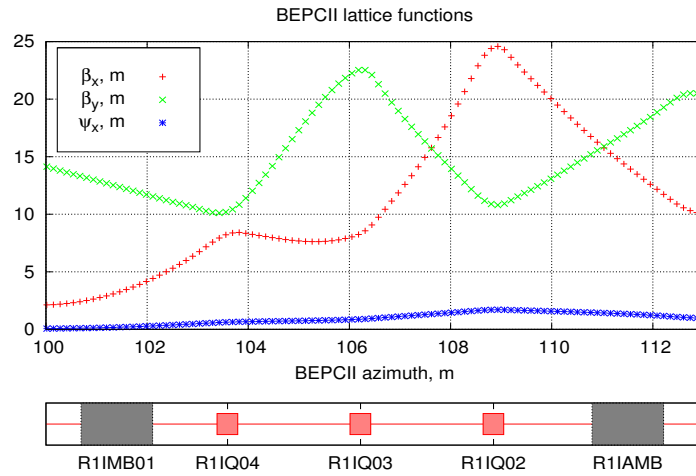 BEPCII lattice functions
25
20
15
10
5
0
βx, m
βy, m
ψx, m
100 102 104 106 108 110 112
BEPCII azimuth, m
R1IMB01 R1IQ04 R1IQ03 R1IQ02 R1IAMB